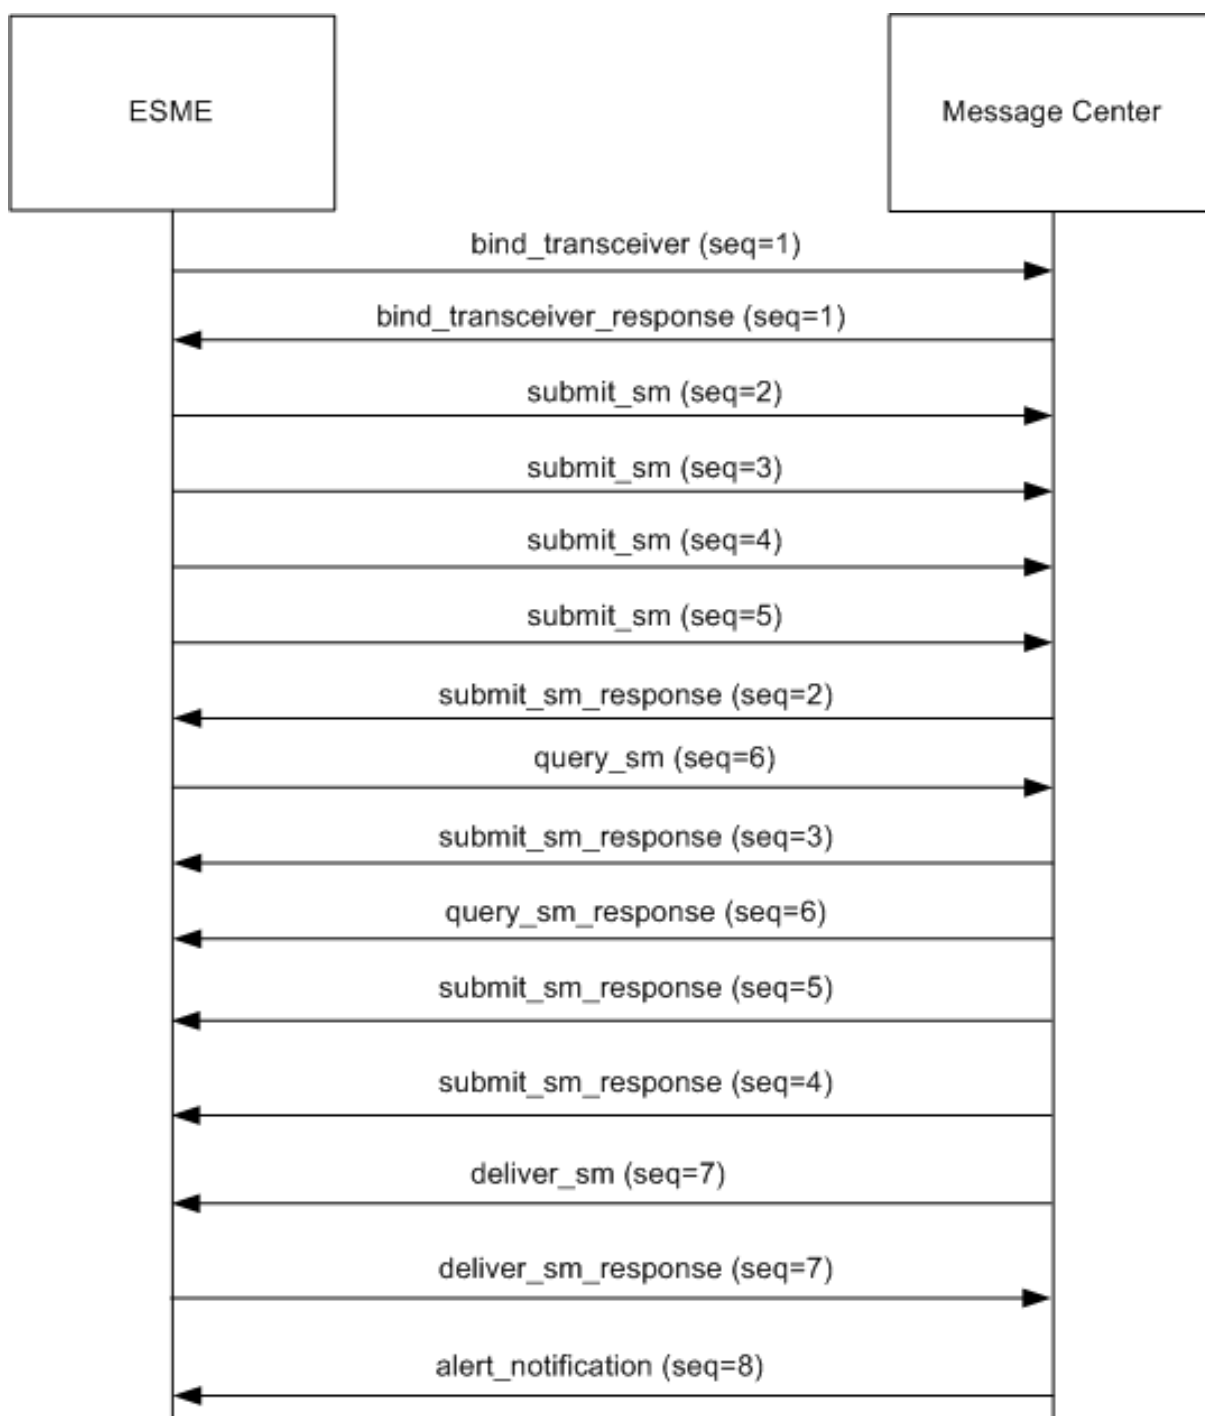 ESME
Message Center
bind_transceiver (seq=1)
bind_transceiver_response (seq=1)
submit_sm (seq=2)
submit_sm (seq=3)
submit_sm (seq=4)
submit_sm (seq=5)
submit_sm_response (seq=2)
query_sm (seq=6)
submit_sm_response (seq=3)
query_sm_response (seq=6)
submit_sm_response (seq=5)
submit_sm_response (seq=4)
deliver_sm (seq=7)
deliver_sm_response (seq=7)
alert_notification (seq=8)